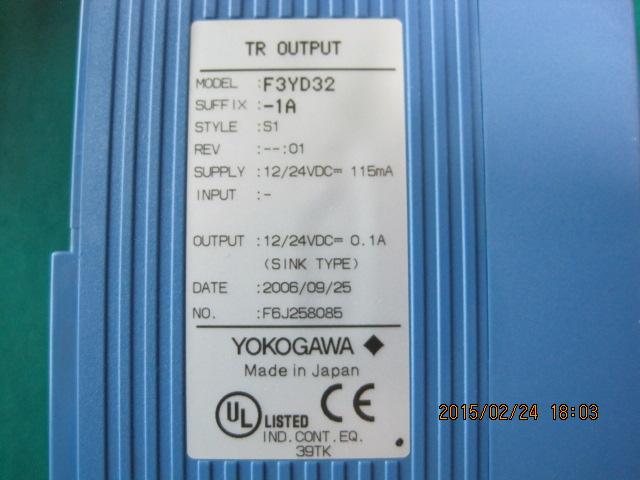 TR OUTPUT
MODEL :F3YD32
SUFFIX :-1A
STYLE :S1
REV :--:01
SUPPLY :12/24VDC= 115mA
INPUT :-
OUTPUT :12/24VDC= 0.1A
(SINK TYPE)
DATE :2006/09/25
NO. :F6J258085
YOKOGAWA ◆
Made in Japan
UL LISTED CE
IND.CONT.EQ.
39TK
2015/02/24 18:03